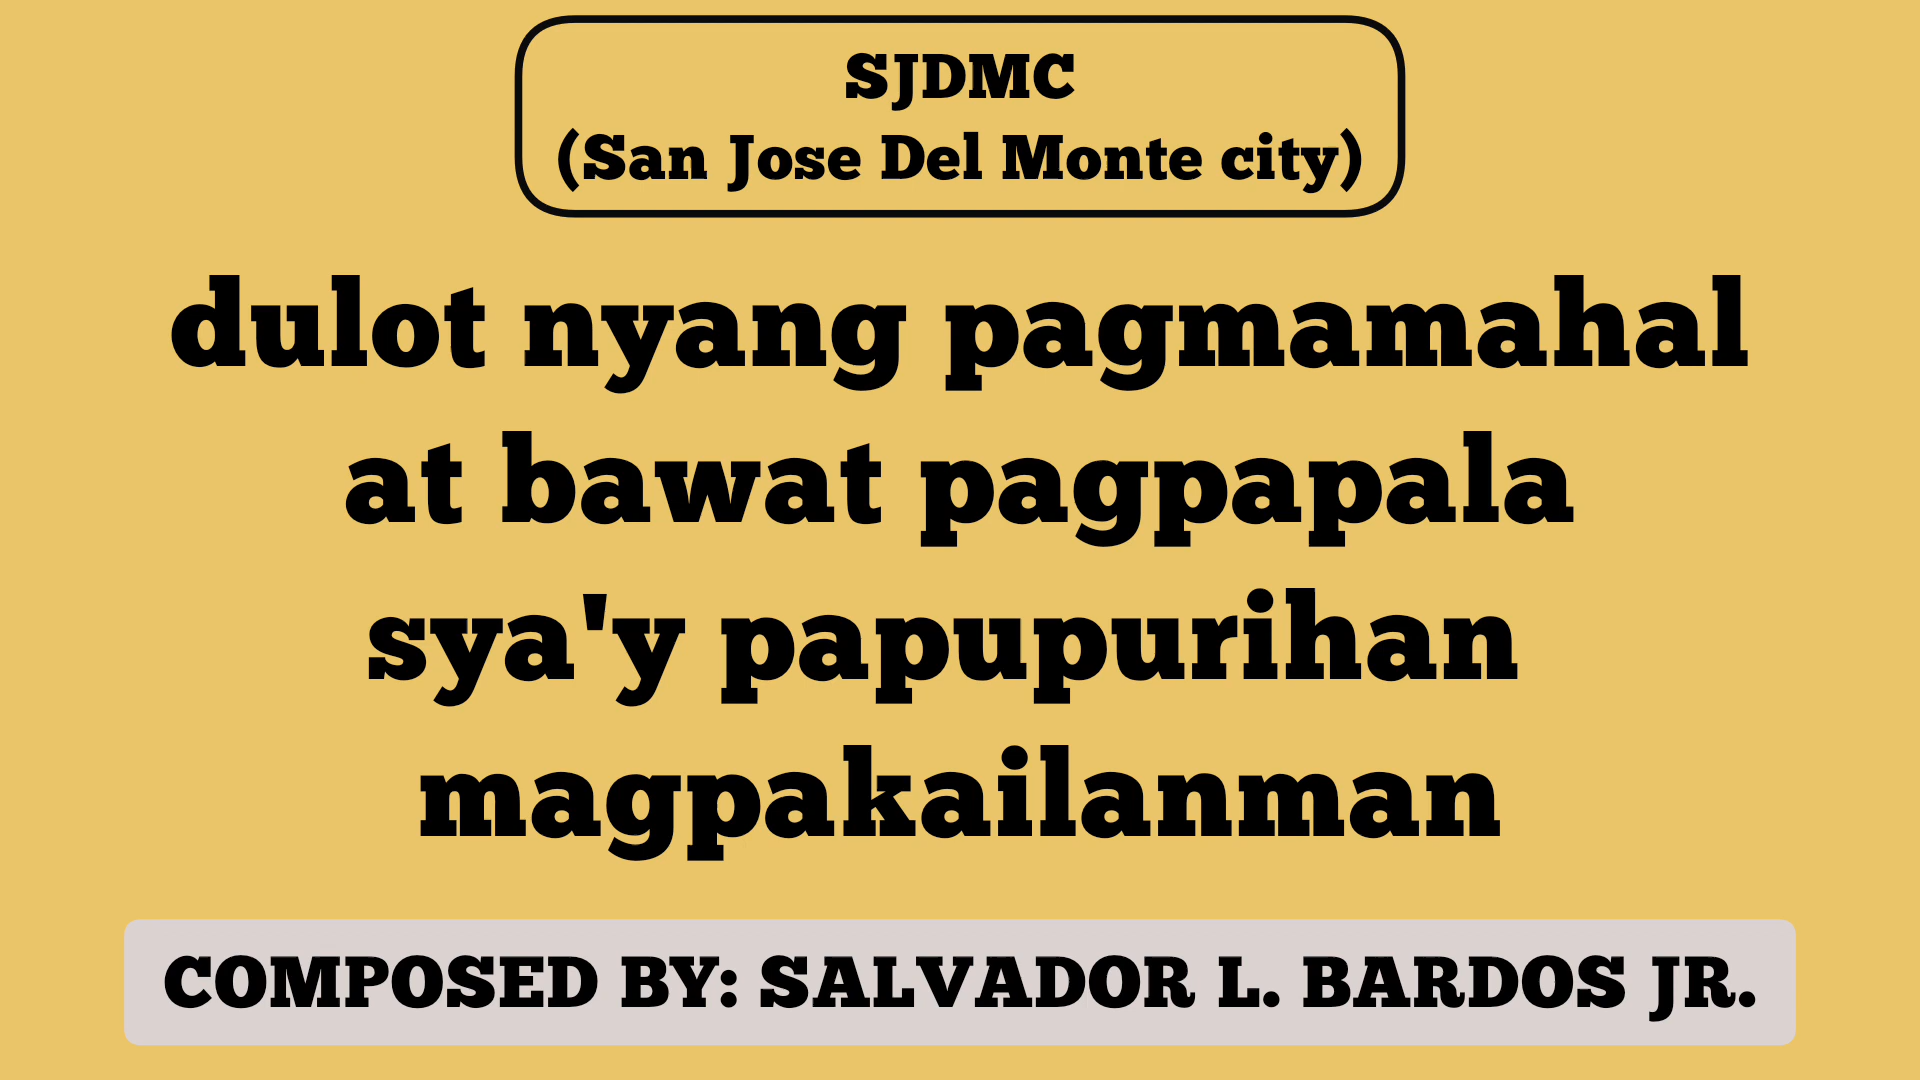 SJDMC
(San Jose Del Monte city)
dulot nyang pagmamahal
at bawat pagpapala
sya'y papupurihan
magpakailanman
COMPOSED BY: SALVADOR L. BARDOS JR.